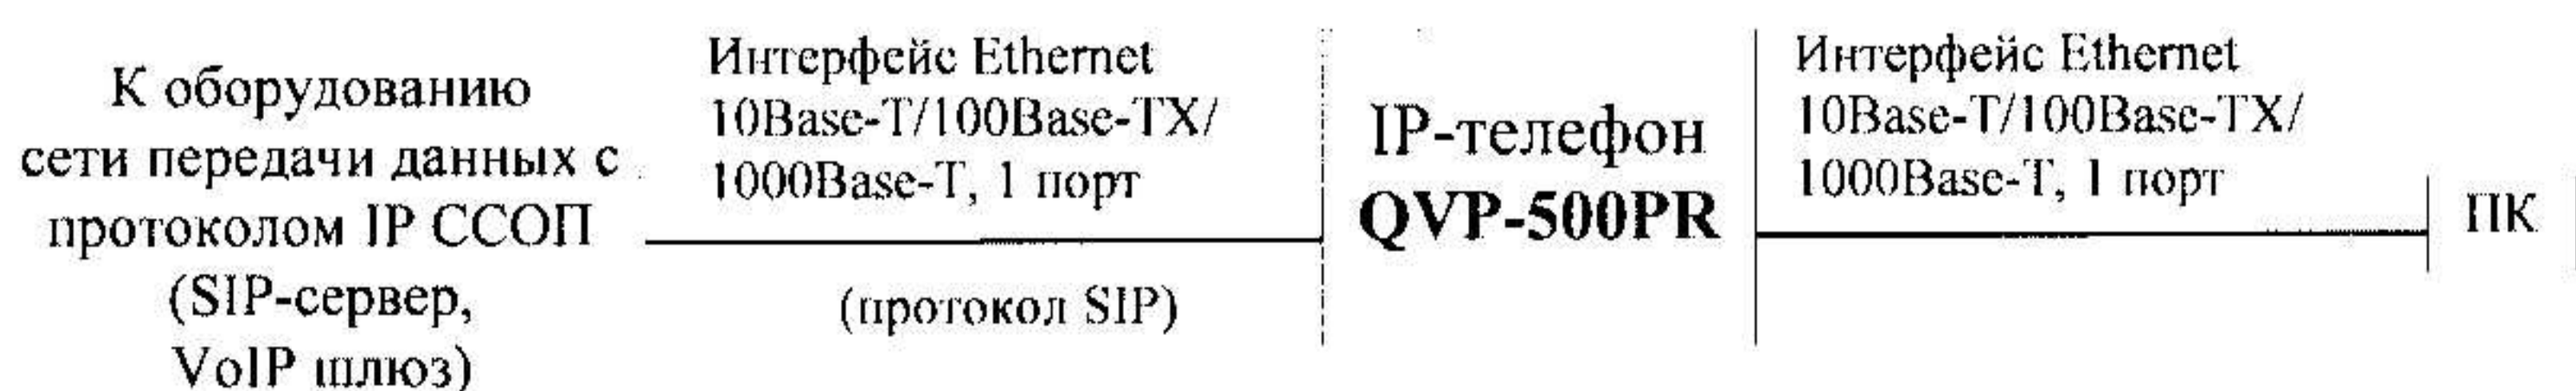 К оборудованию
сети передачи данных с
протоколом IP ССОП
(SIP-сервер,
VoIP шлюз)
Интерфейс Ethernet
10Base-T/100Base-TX/
1000Base-T, 1 порт
(протокол SIP)
IP-телефон
QVP-500PR
Интерфейс Ethernet
10Base-T/100Base-TX/
1000Base-T, 1 порт
ПК